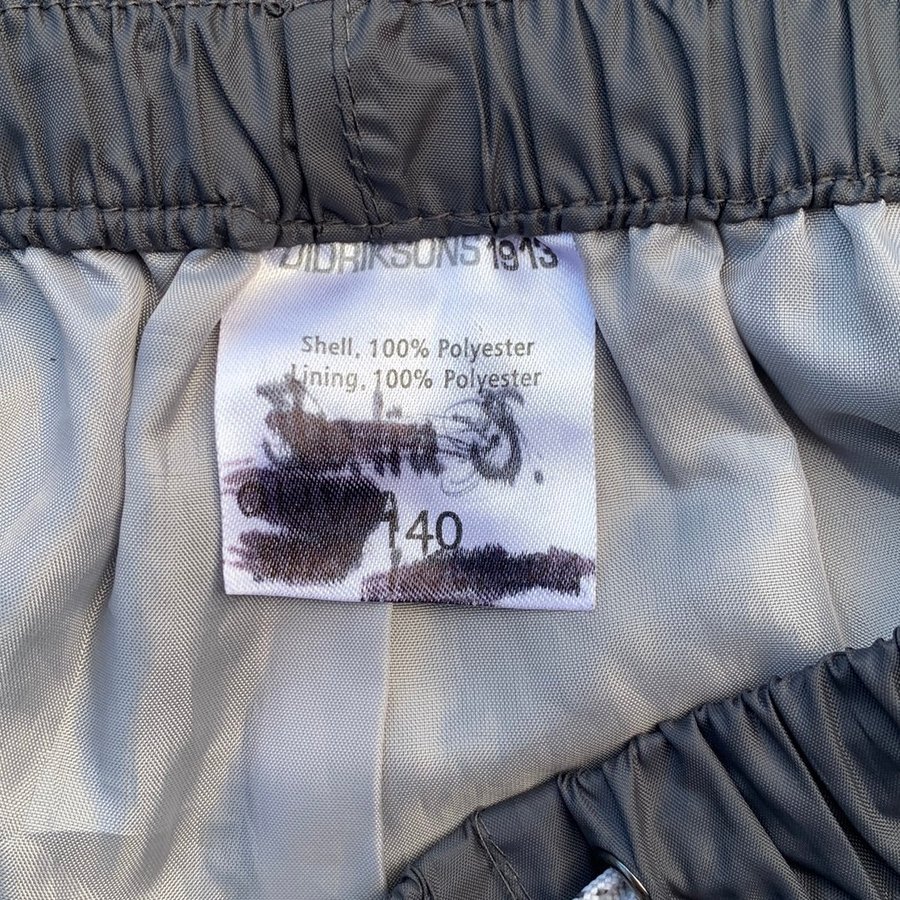 DIDRIKSONS 1913
Shell, 100% Polyester
Lining, 100% Polyester
140